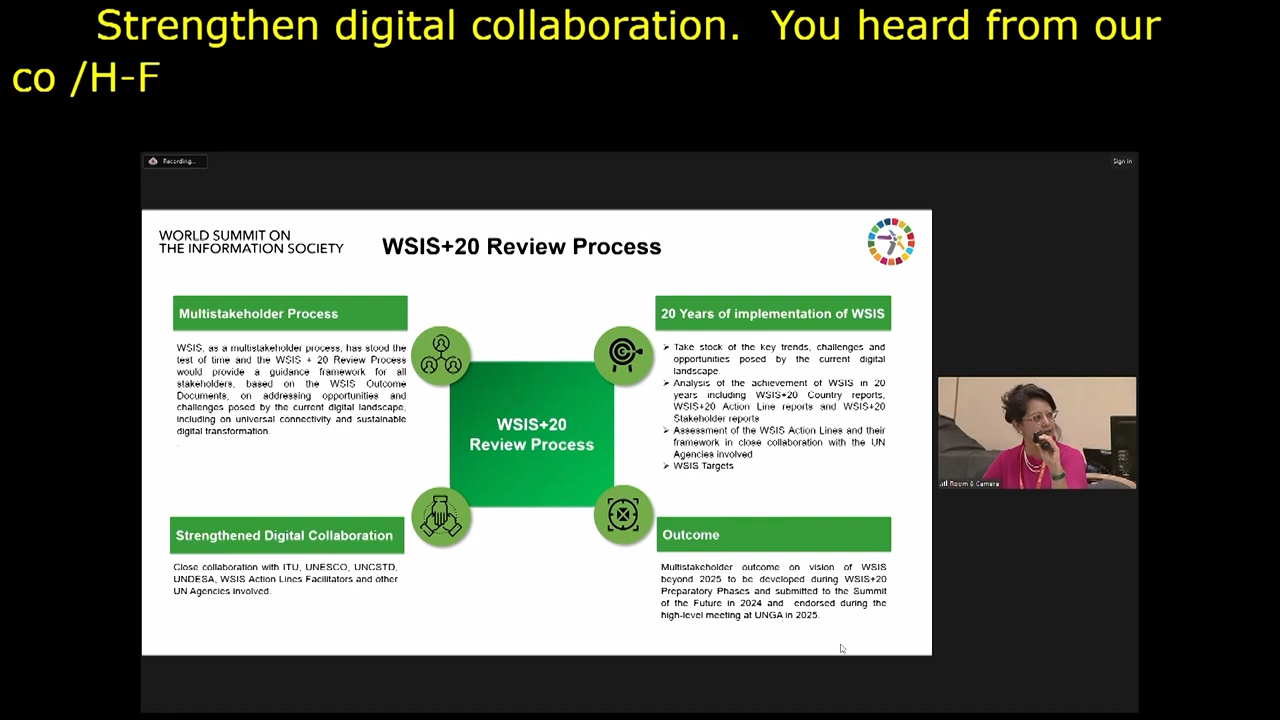 Strengthen digital collaboration. You heard from our
co /H-F
Recording...
Sign in
WORLD SUMMIT ON
THE INFORMATION SOCIETY
WSIS+20 Review Process
Multistakeholder Process
WSIS, as a multistakeholder process, has stood the
test of time and the WSIS + 20 Review Process
would provide a guidance framework for all
stakeholders, based on the WSIS Outcome
Documents, on addressing opportunities and
challenges posed by the current digital landscape,
including on universal connectivity and sustainable
digital transformation.
20 Years of implementation of WSIS
➢ Take stock of the key trends, challenges and
opportunities posed by the current digital
landscape.
➢ Analysis of the achievement of WSIS in 20
years including WSIS+20 Country reports,
WSIS+20 Action Line reports and WSIS+20
Stakeholder reports
➢ Assessment of the WSIS Action Lines and their
framework in close collaboration with the UN
Agencies involved
➢ WSIS Targets
WSIS+20
Review Process
Strengthened Digital Collaboration
Close collaboration with ITU, UNESCO, UNCSTD,
UNDESA, WSIS Action Lines Facilitators and other
UN Agencies involved.
Outcome
Multistakeholder outcome on vision of WSIS
beyond 2025 to be developed during WSIS+20
Preparatory Phases and submitted to the Summit
of the Future in 2024 and endorsed during the
high-level meeting at UNGA in 2025.
Room 6 Camera